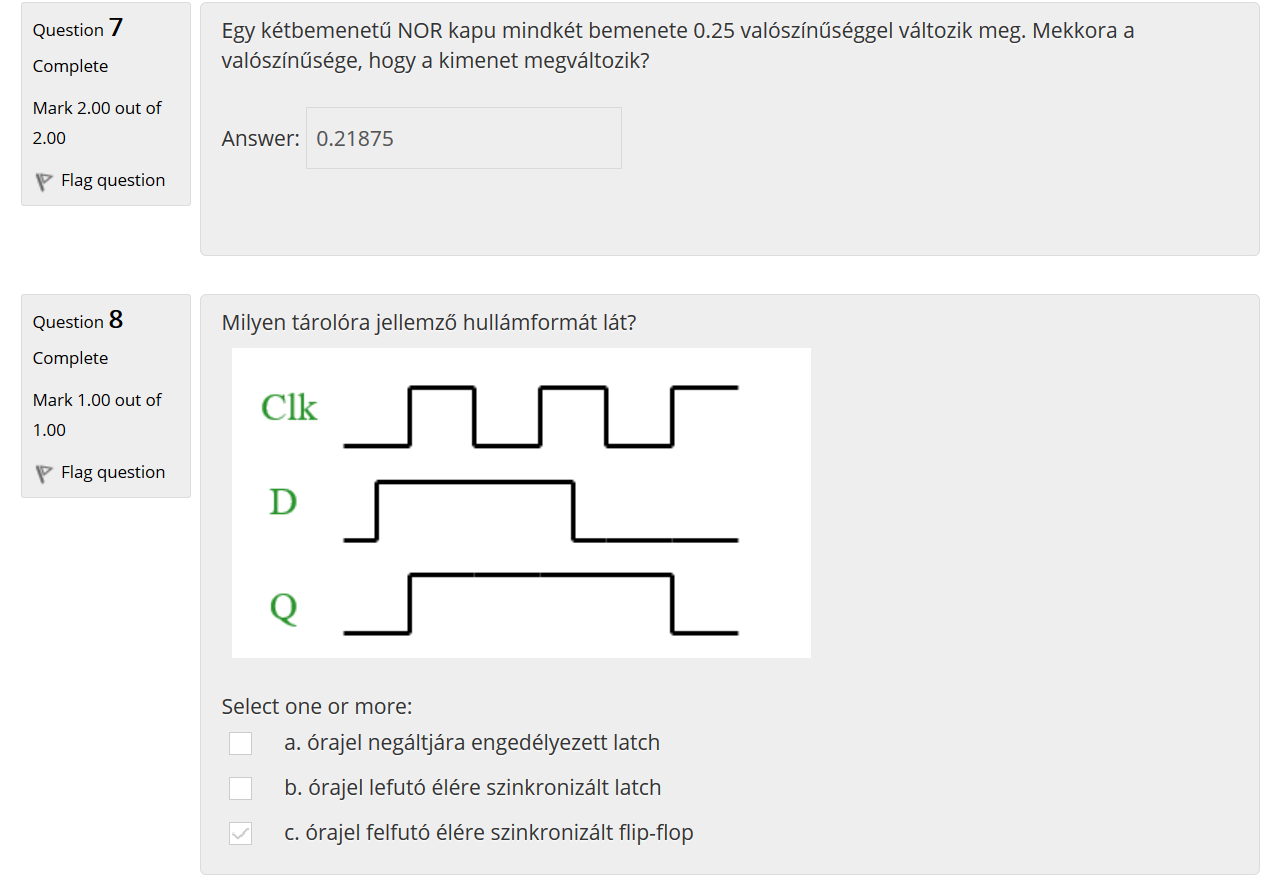 Question 7
Complete
Mark 2.00 out of
2.00
Flag question
Egy kétbemenetű NOR kapu mindkét bemenete 0.25 valószínűséggel változik meg. Mekkora a
valószínűsége, hogy a kimenet megváltozik?
Answer: 0.21875
Question 8
Complete
Mark 1.00 out of
1.00
Flag question
Milyen tárolóra jellemző hullámformát lát?
Clk
D
Q
Select one or more:
a. órajel negáltjára engedélyezett latch
b. órajel lefutó élére szinkronizált latch
c. órajel felfutó élére szinkronizált flip-flop